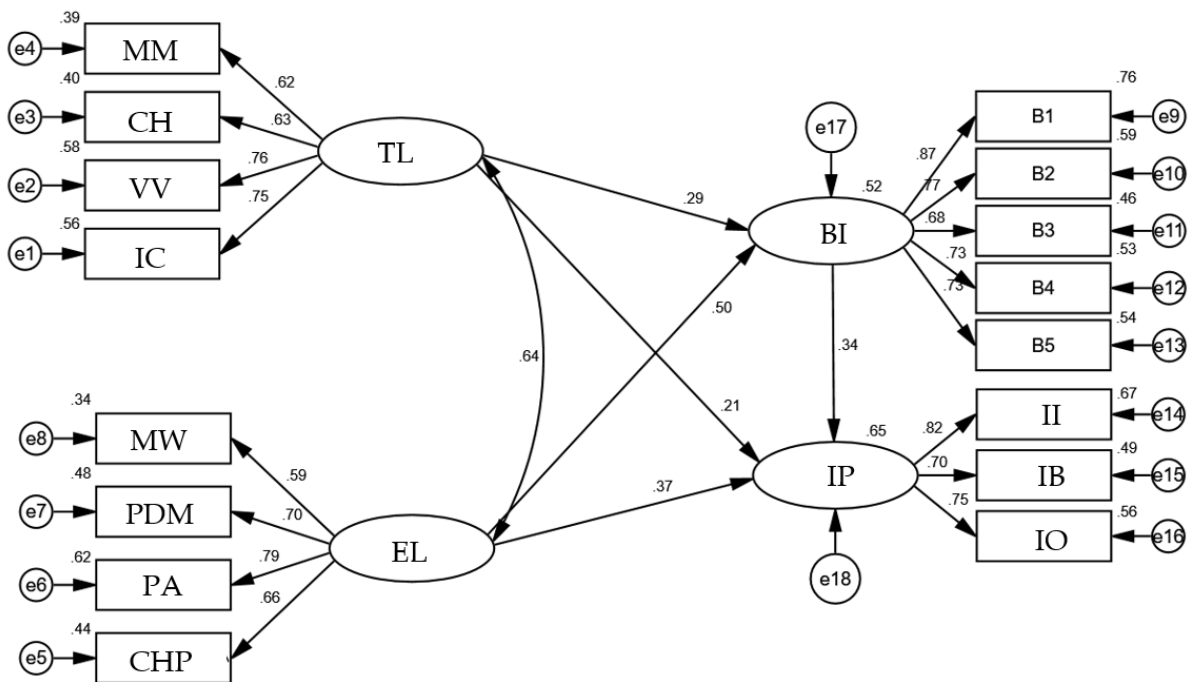 .39
e4
MM
.62
.40
e3
CH
.63
.58
e2
VV
.76
.56
e1
IC
.75
TL
.29
.64
.50
.21
.34
e17
.52
BI
.87
.77
.68
.73
.73
.76
B1
e9
.59
B2
e10
.46
B3
e11
.53
B4
e12
.54
B5
e13
.34
e8
MW
.59
.48
e7
PDM
.70
.62
e6
PA
.79
.44
e5
CHP
.66
EL
.37
.65
IP
e18
.82
.70
.75
.67
II
e14
.49
IB
e15
.56
IO
e16